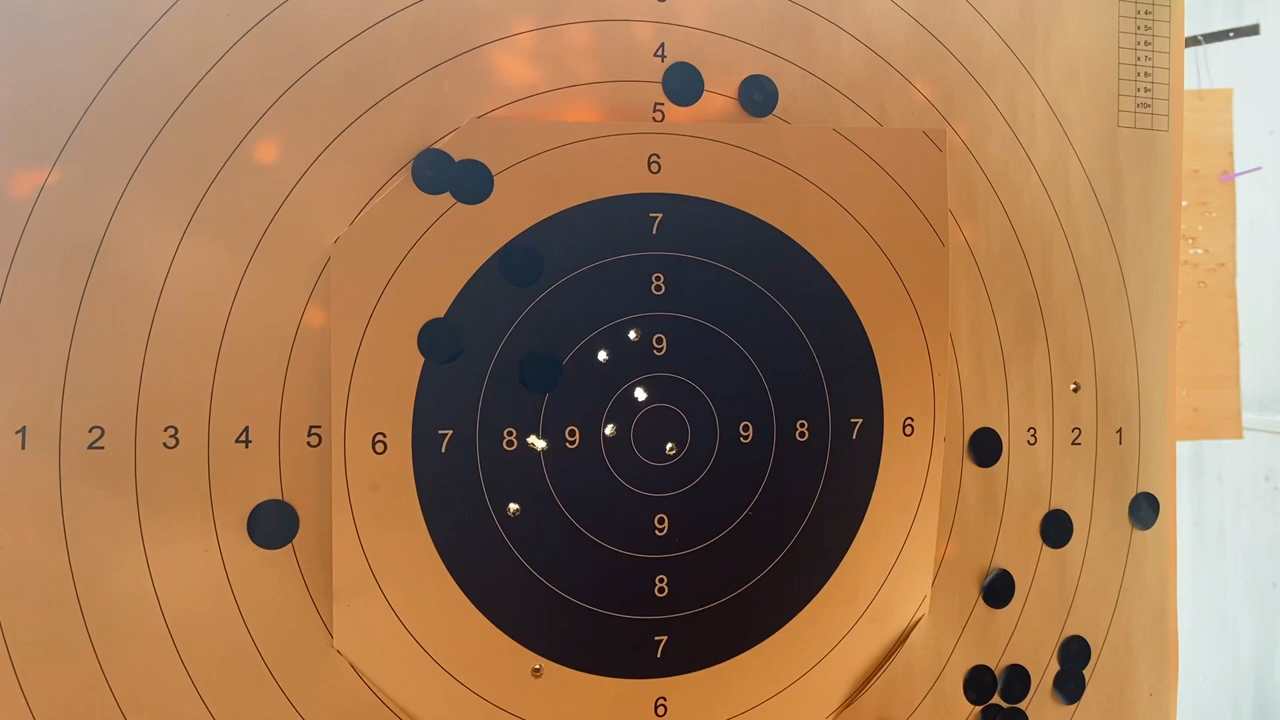 x 4=
x 5=
x 6=
x 7=
x 8=
x 9=
x10=
4
5
6
7
8
9
1 2 3 4 5 6 7 8 9 9 8 7 6 3 2 1
9
8
7
6